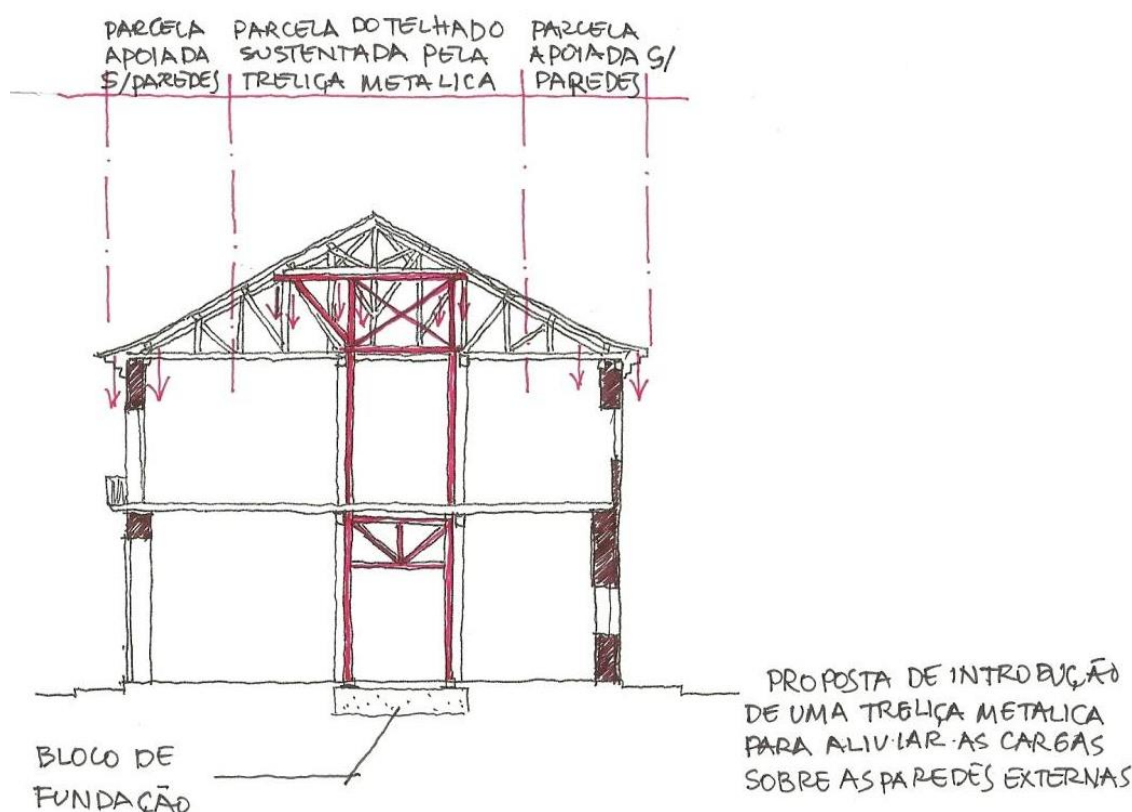 PARCELA
APOIADA
S/PAREDES
PARCELA DO TELHADO
SUSTENTADA PELA
TRELIÇA METALICA
PARCELA
APOIADA S/
PAREDES
BLOCO DE
FUNDAÇÃO
PROPOSTA DE INTRODUÇÃO
DE UMA TRELIÇA METALICA
PARA ALIVIAR AS CARGAS
SOBRE AS PAREDES EXTERNAS